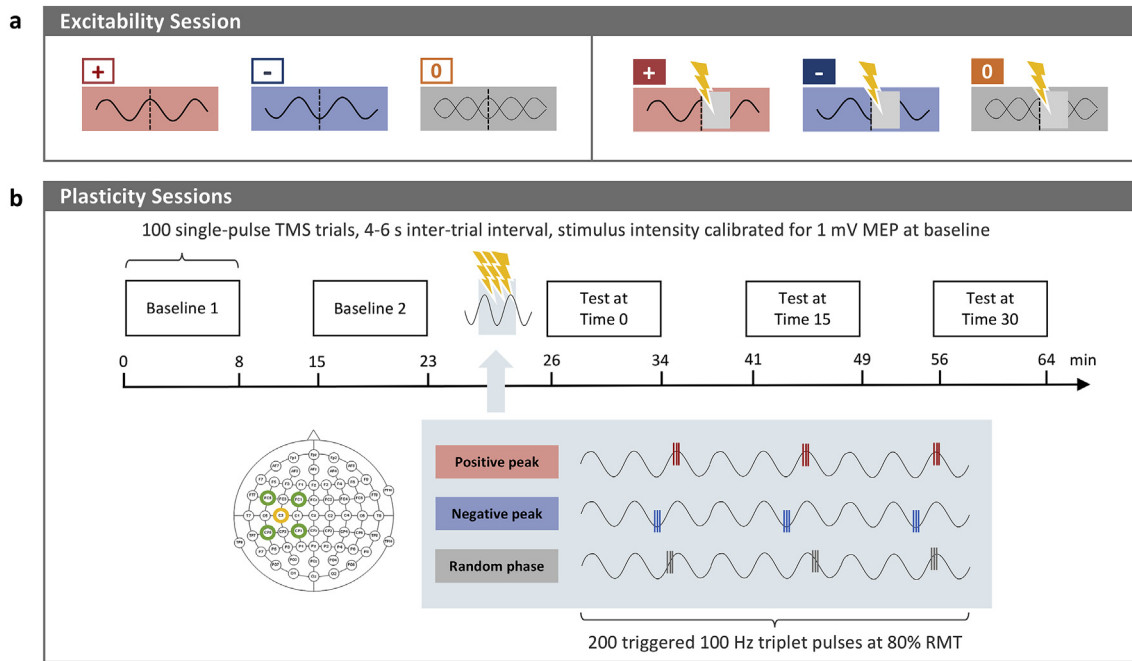 a
Excitability Session
+
-
0
+
-
0
b
Plasticity Sessions
100 single-pulse TMS trials, 4-6 s inter-trial interval, stimulus intensity calibrated for 1 mV MEP at baseline
Baseline 1
Baseline 2
Test at
Time 0
Test at
Time 15
Test at
Time 30
0
8
15
23
26
34
41
49
56
64
min
Positive peak
Negative peak
Random phase
200 triggered 100 Hz triplet pulses at 80% RMT